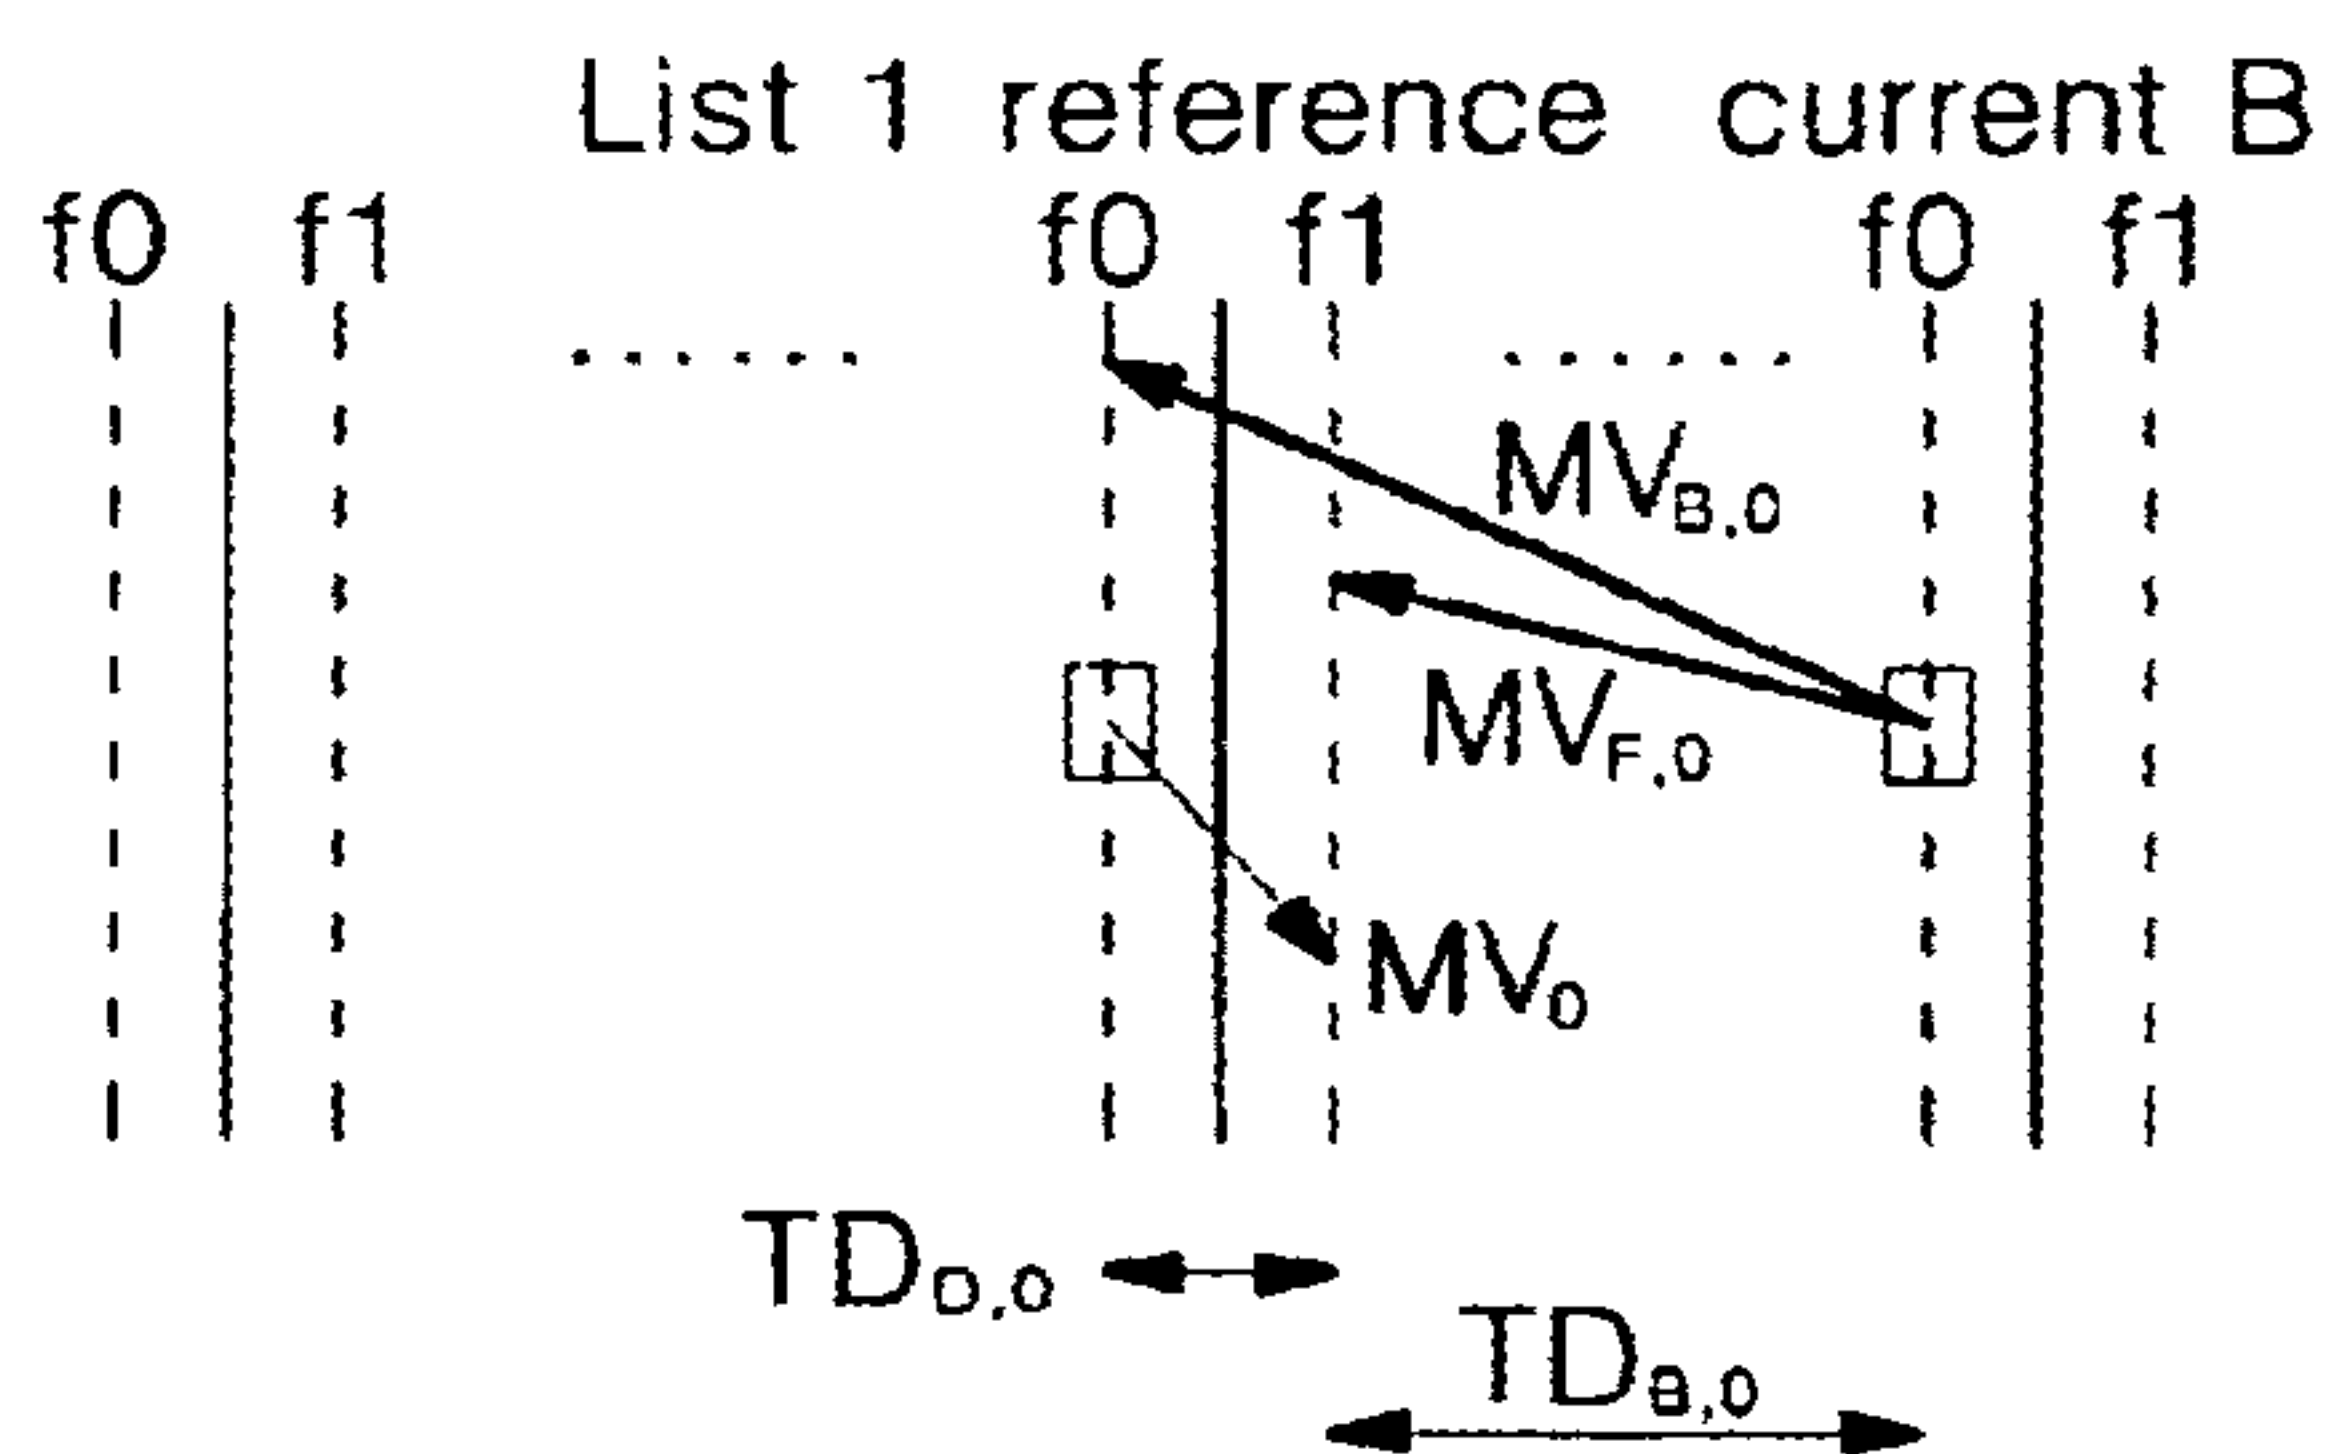 List 1 reference current B
f0 f1 f0 f1 f0 f1
MV_B,0
MV_F,0
MV_0
TD_D,0
TD_B,0